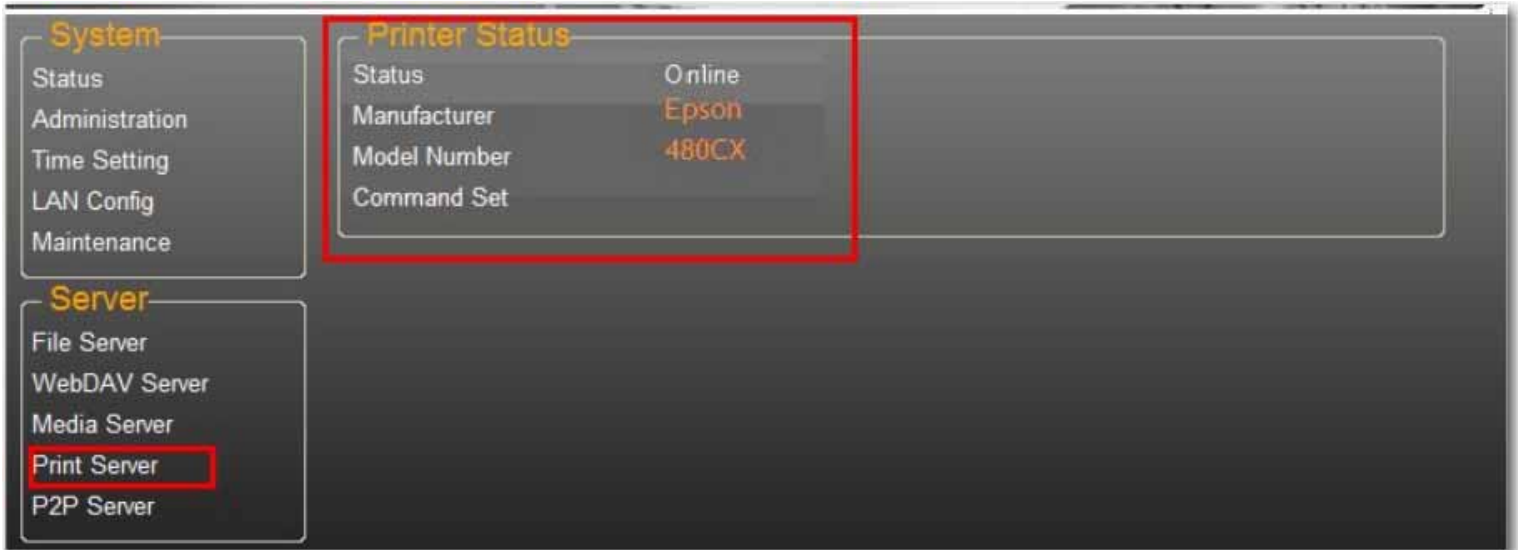 System
Status
Administration
Time Setting
LAN Config
Maintenance
Server
File Server
WebDAV Server
Media Server
Print Server
P2P Server
Printer Status
Status Online
Manufacturer Epson
Model Number 480CX
Command Set